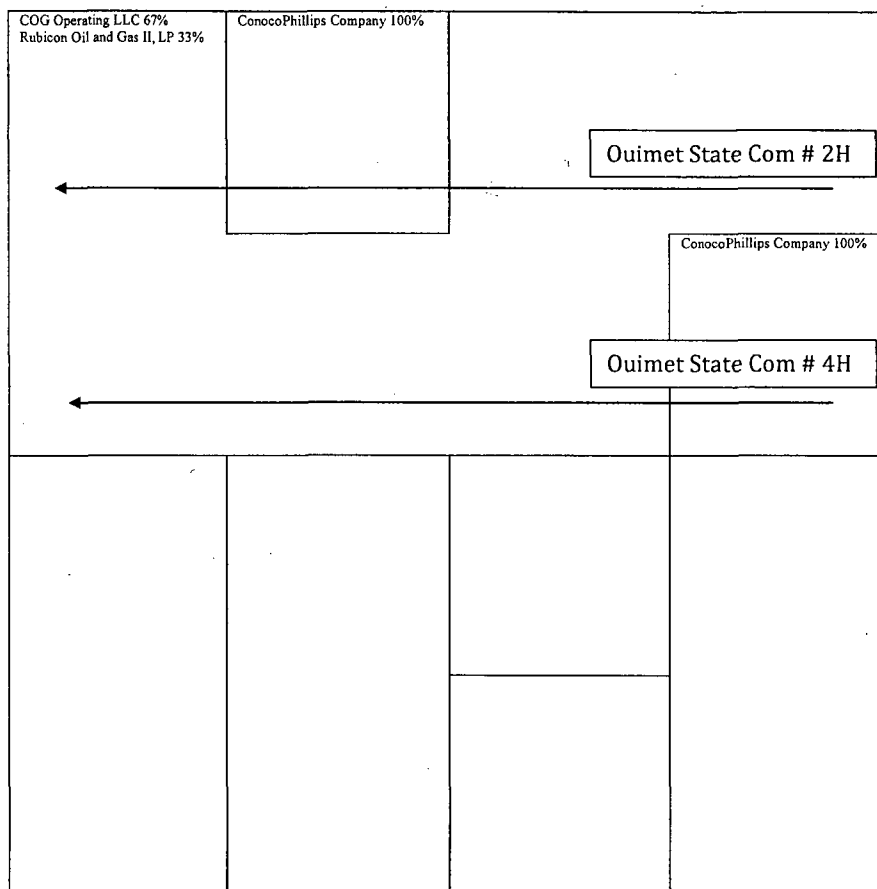 COG Operating LLC 67%
Rubicon Oil and Gas II, LP 33%
ConocoPhillips Company 100%
Ouimet State Com # 2H
ConocoPhillips Company 100%
Ouimet State Com # 4H